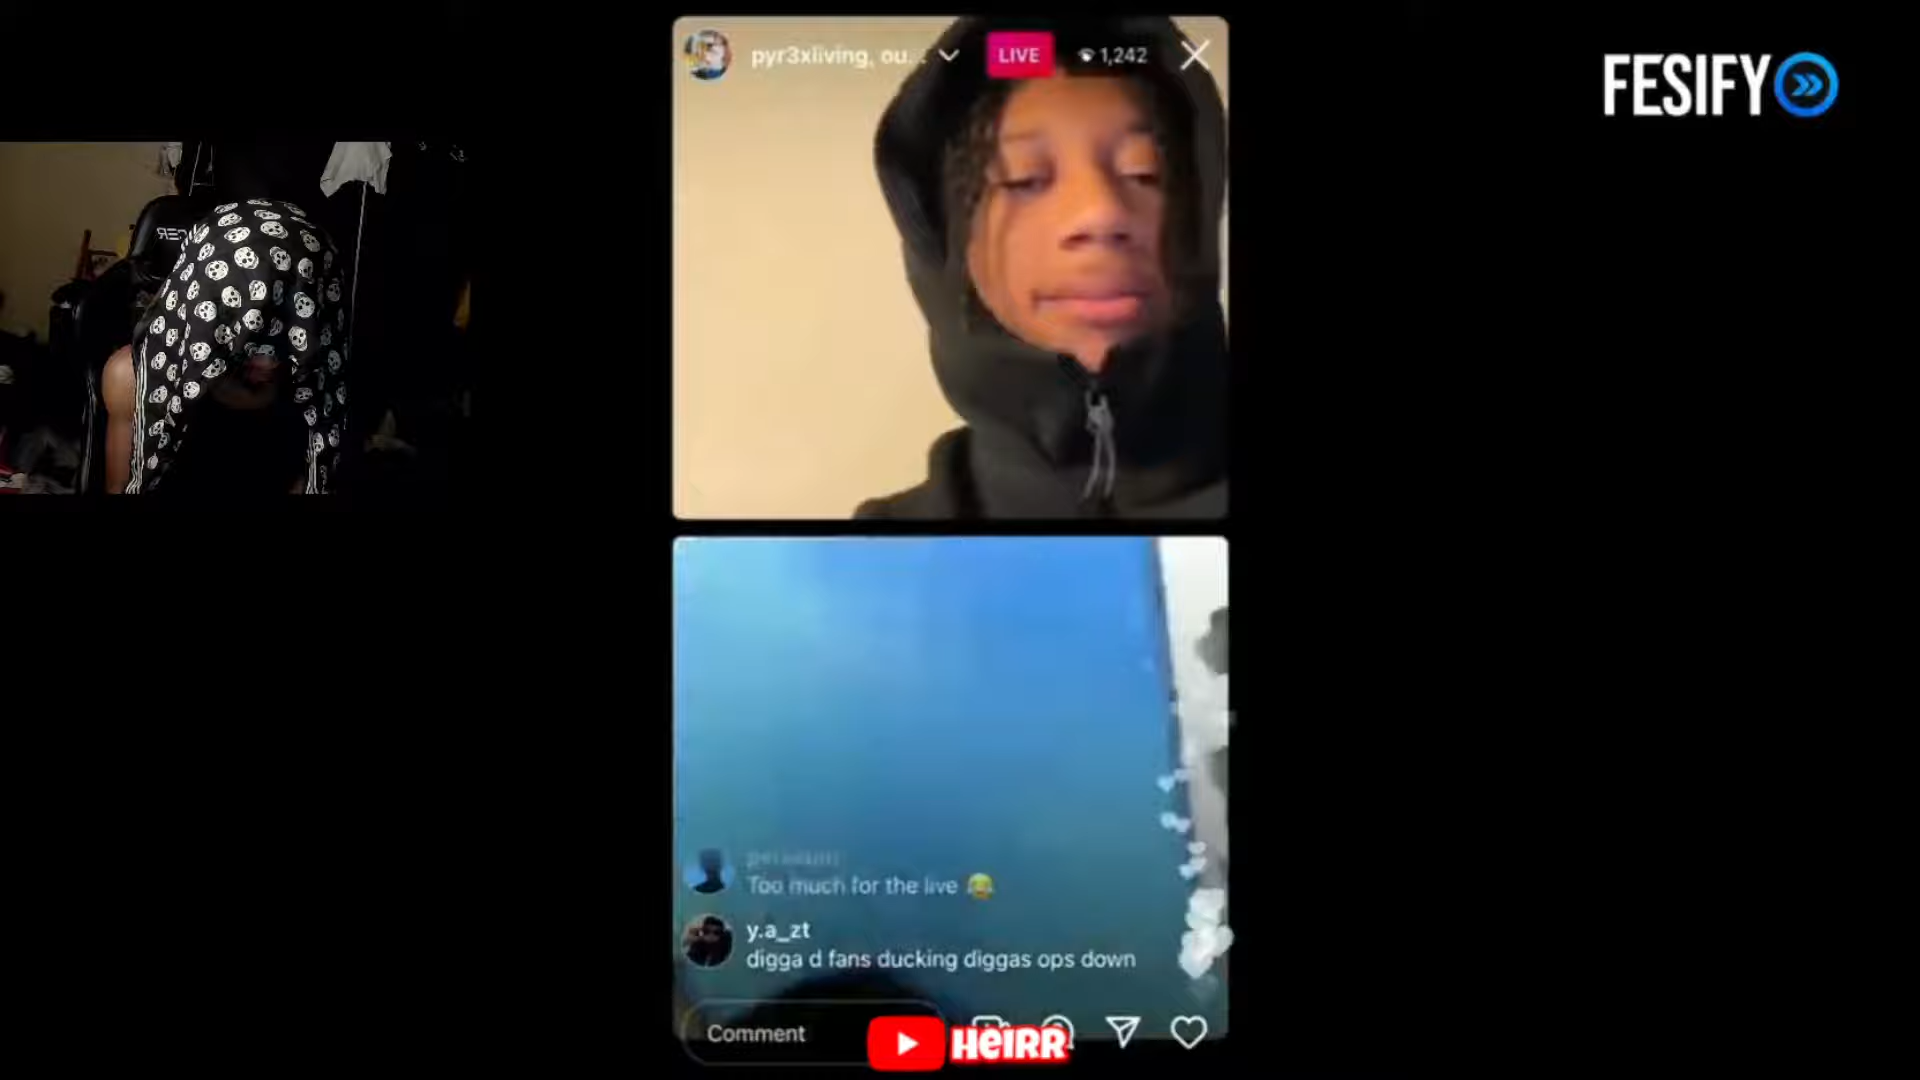 pyr3xliving, ou...
LIVE
1,242
FESIFY
Too much for the live 😂
y.a_zt
digga d fans ducking diggas ops down
Comment
HeIRR